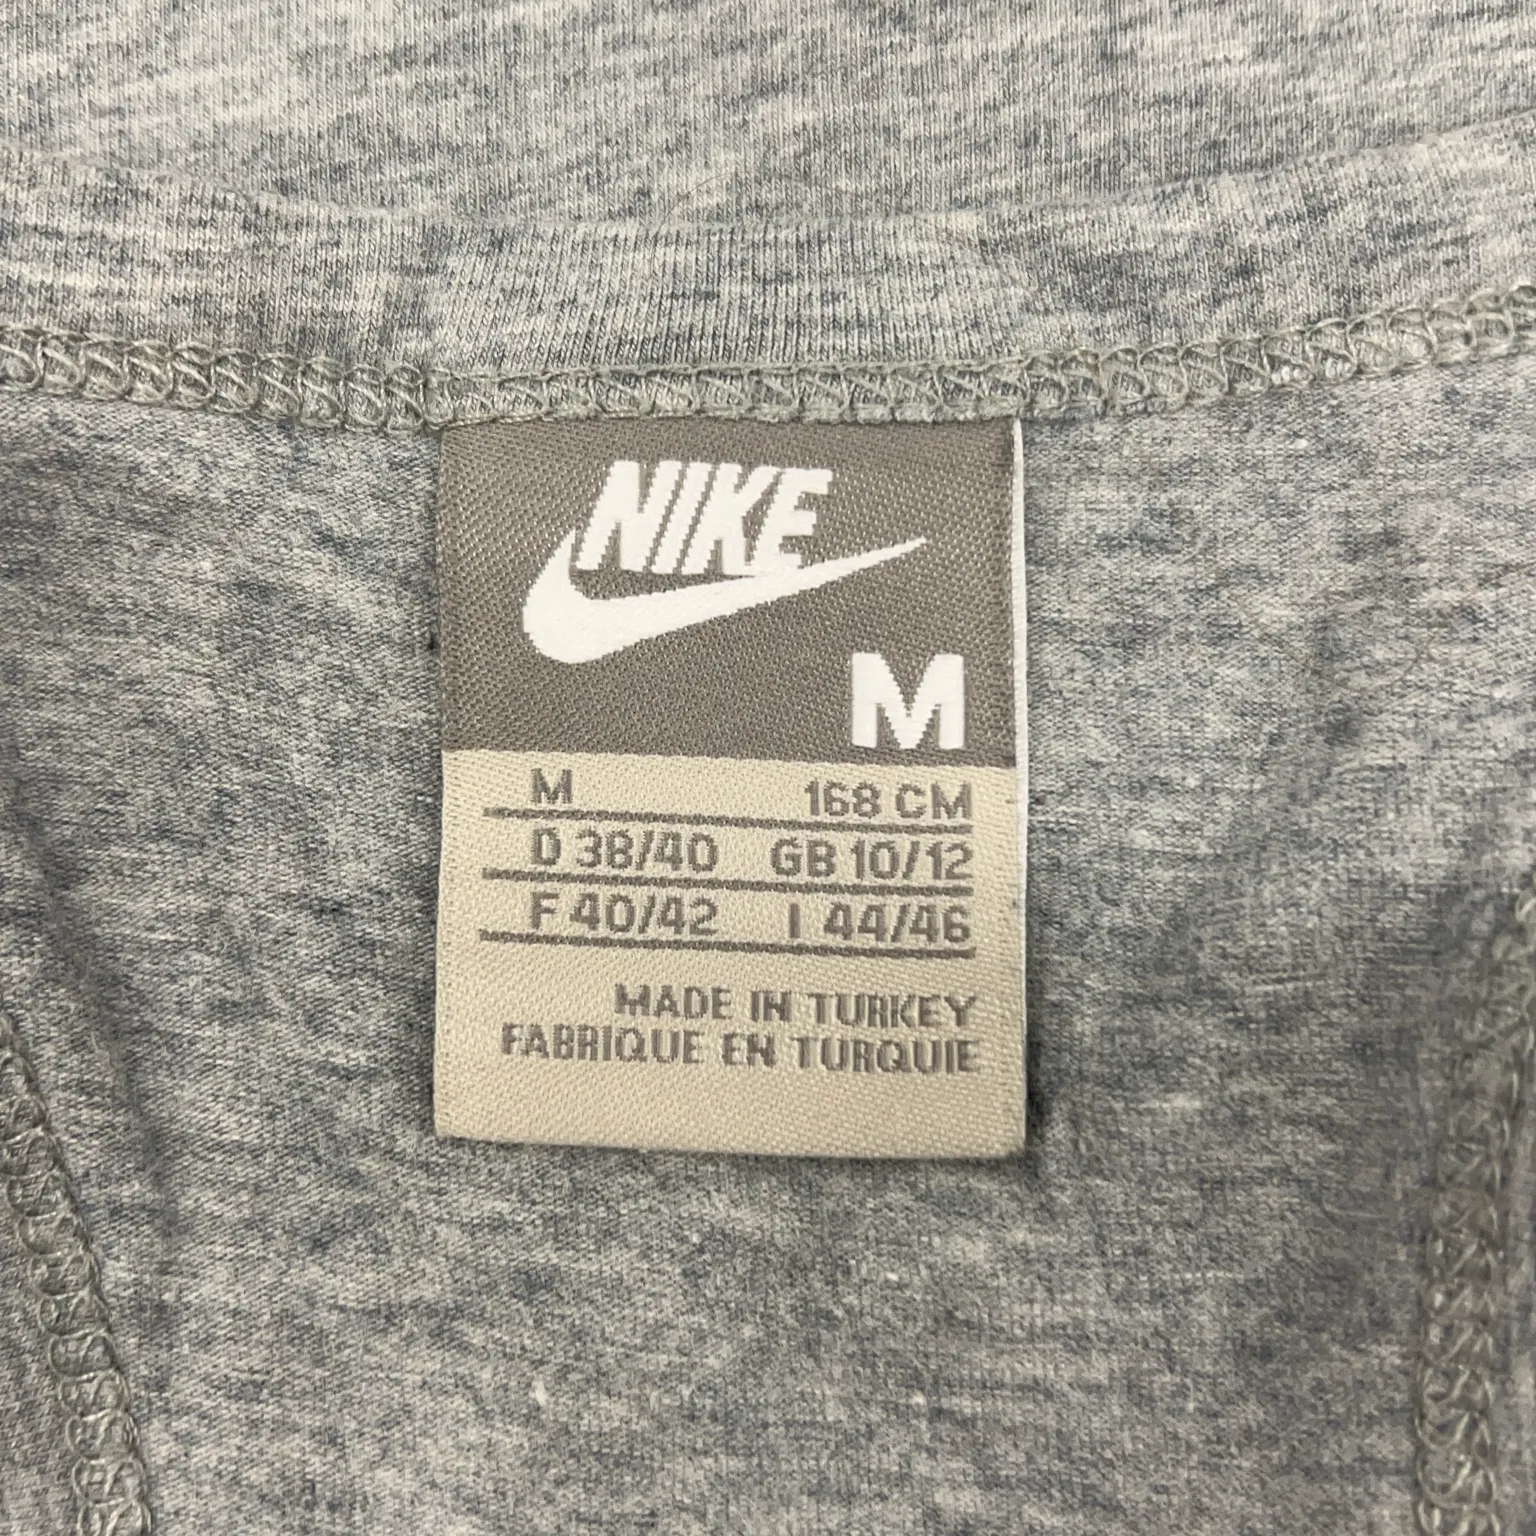 NIKE
M
M 168 CM
D 38/40 GB 10/12
F 40/42 I 44/46
MADE IN TURKEY
FABRIQUE EN TURQUIE